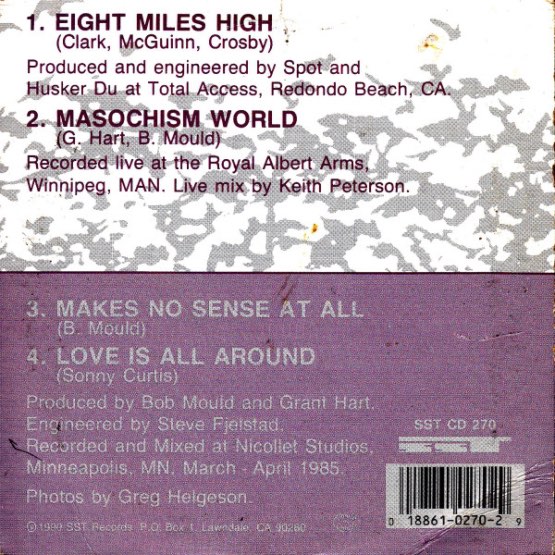 1. EIGHT MILES HIGH
(Clark, McGuinn, Crosby)
Produced and engineered by Spot and
Husker Du at Total Access, Redondo Beach, CA.
2. MASOCHISM WORLD
(G. Hart, B. Mould)
Recorded live at the Royal Albert Arms,
Winnipeg, MAN. Live mix by Keith Peterson.
3. MAKES NO SENSE AT ALL
(B. Mould)
4. LOVE IS ALL AROUND
(Sonny Curtis)
Produced by Bob Mould and Grant Hart.
Engineered by Steve Fjelstad.
Recorded and Mixed at Nicollet Studios,
Minneapolis, MN. March - April 1985.
Photos by Greg Helgeson.
SST CD 270
SST
0 18861-0270-2 9
© SST Records. P.O. Box 1, Lawndale, CA 90260